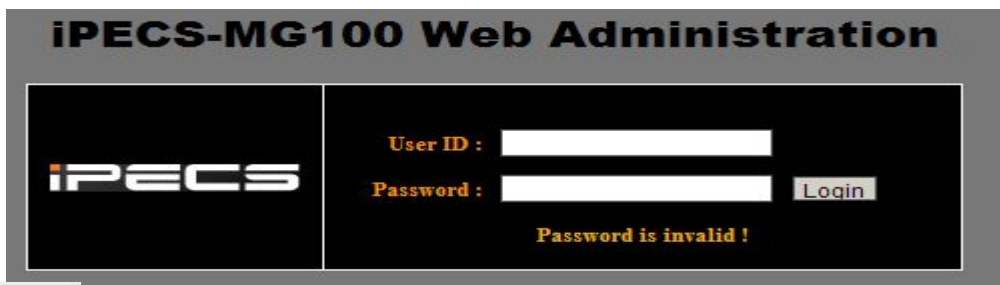 iPECS-MG100 Web Administration
User ID :
iPECS
Password :
Login
Password is invalid !